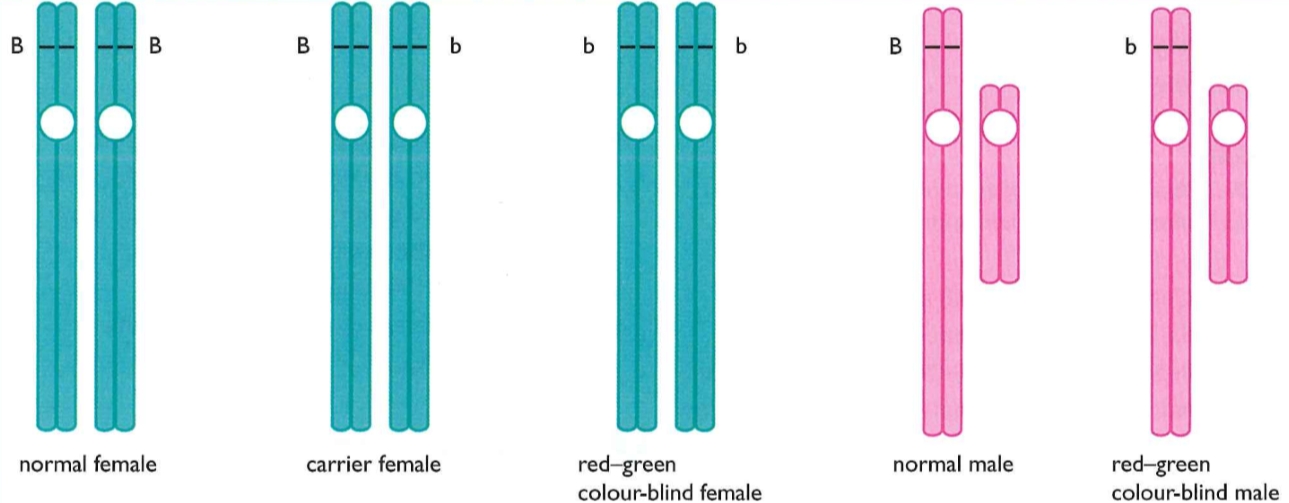 B B B b b b B b
normal female carrier female red–green normal male red–green
colour-blind female colour-blind male